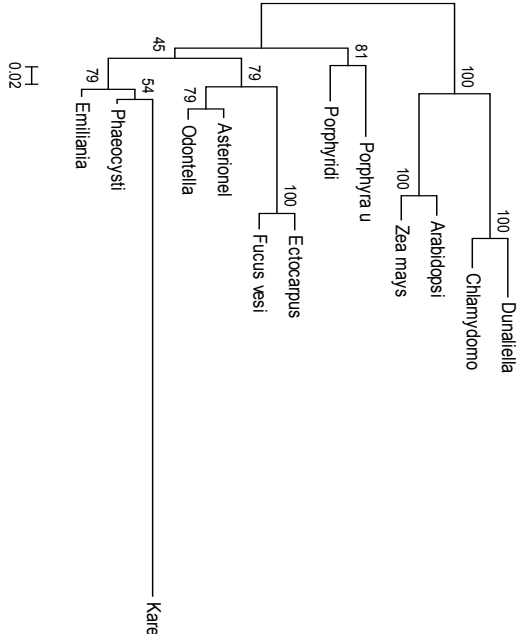 Dunaliella
Chlamydomo
100
Arabidopsi
Zea mays
100
100
Porphyra u
Porphyridi
81
Ectocarpus
Fucus vesi
100
Asterionel
Odontella
79
79
Kare
Phaeocysti
54
Emiliania
79
45
0.02